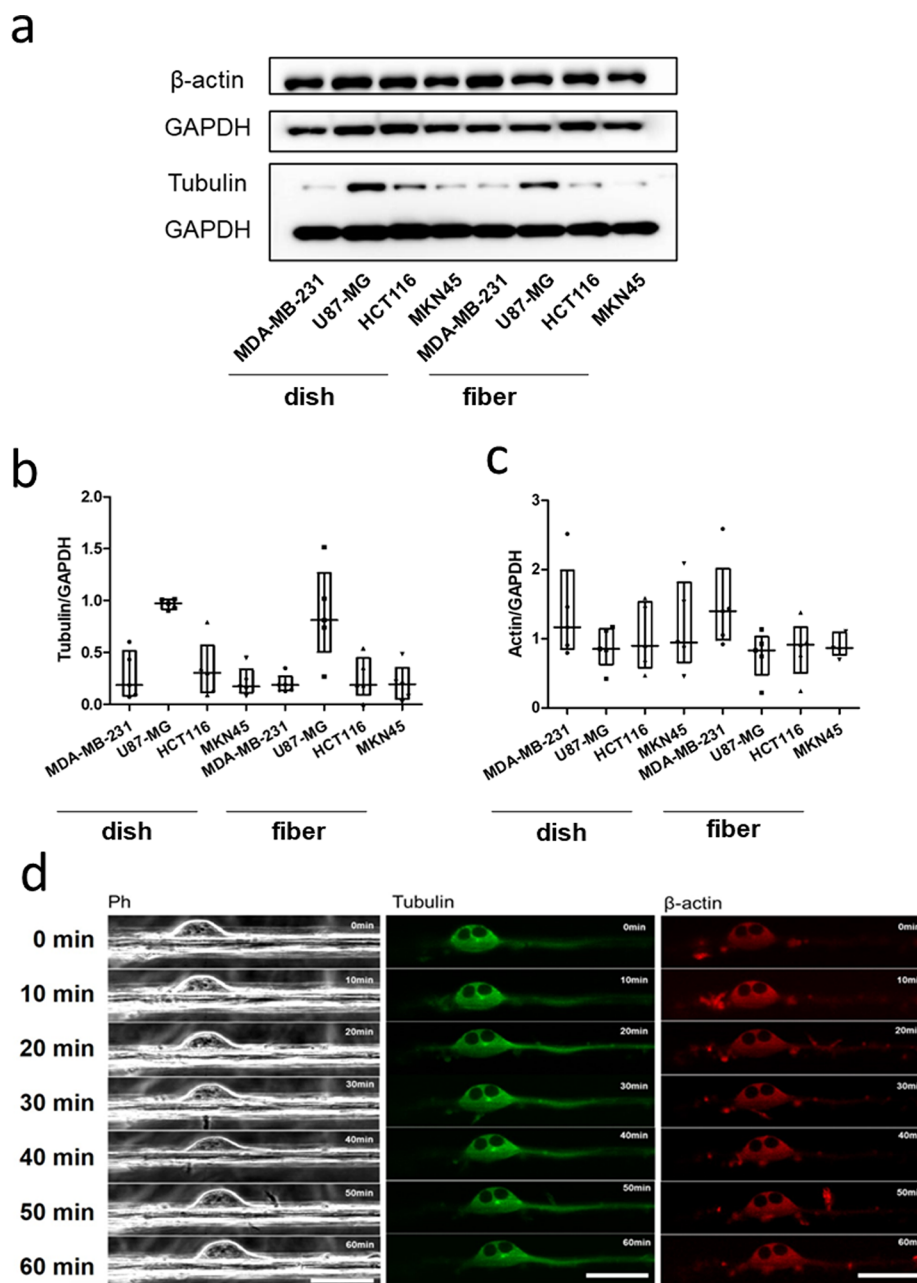 a
β-actin
GAPDH
Tubulin
GAPDH
MDA-MB-231
U87-MG
HCT116
MKN45
MDA-MB-231
U87-MG
HCT116
MKN45
dish
fiber
b
Tubulin/GAPDH
2.0
1.5
1.0
0.5
0.0
MDA-MB-231
U87-MG
HCT116
MKN45
MDA-MB-231
U87-MG
HCT116
MKN45
dish
fiber
c
Actin/GAPDH
3
2
1
0
MDA-MB-231
U87-MG
HCT116
MKN45
MDA-MB-231
U87-MG
HCT116
MKN45
dish
fiber
d
Ph
Tubulin
β-actin
0 min
0min
0min
0min
10 min
10min
10min
10min
20 min
20min
20min
20min
30 min
30min
30min
30min
40 min
40min
40min
40min
50 min
50min
50min
50min
60 min
60min
60min
60min